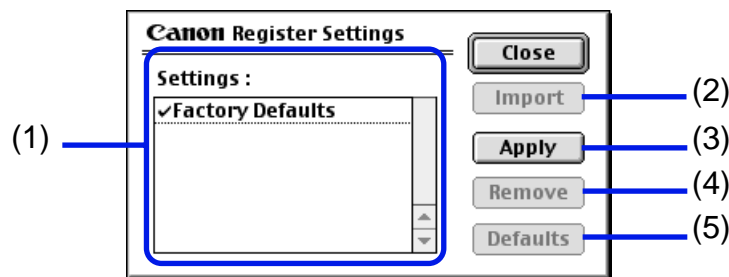 Canon Register Settings
Close
Settings :
Import
(2)
✓Factory Defaults
(1)
Apply
(3)
Remove
(4)
Defaults
(5)